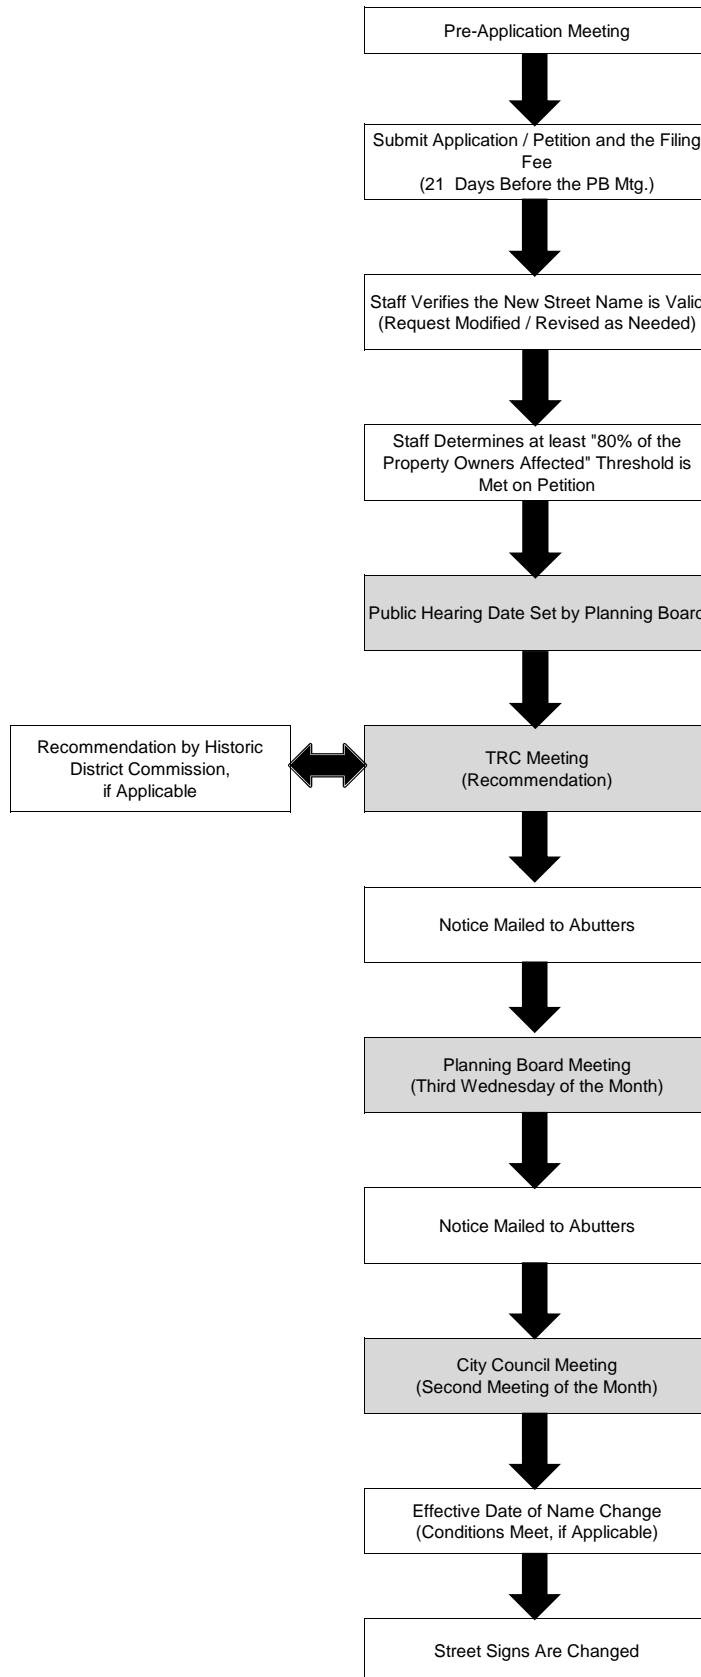 Pre-Application Meeting
Submit Application / Petition and the Filing
Fee
(21 Days Before the PB Mtg.)
Staff Verifies the New Street Name is Valid
(Request Modified / Revised as Needed)
Staff Determines at least "80% of the
Property Owners Affected" Threshold is
Met on Petition
Public Hearing Date Set by Planning Board
Recommendation by Historic
District Commission,
if Applicable
TRC Meeting
(Recommendation)
Notice Mailed to Abutters
Planning Board Meeting
(Third Wednesday of the Month)
Notice Mailed to Abutters
City Council Meeting
(Second Meeting of the Month)
Effective Date of Name Change
(Conditions Meet, if Applicable)
Street Signs Are Changed